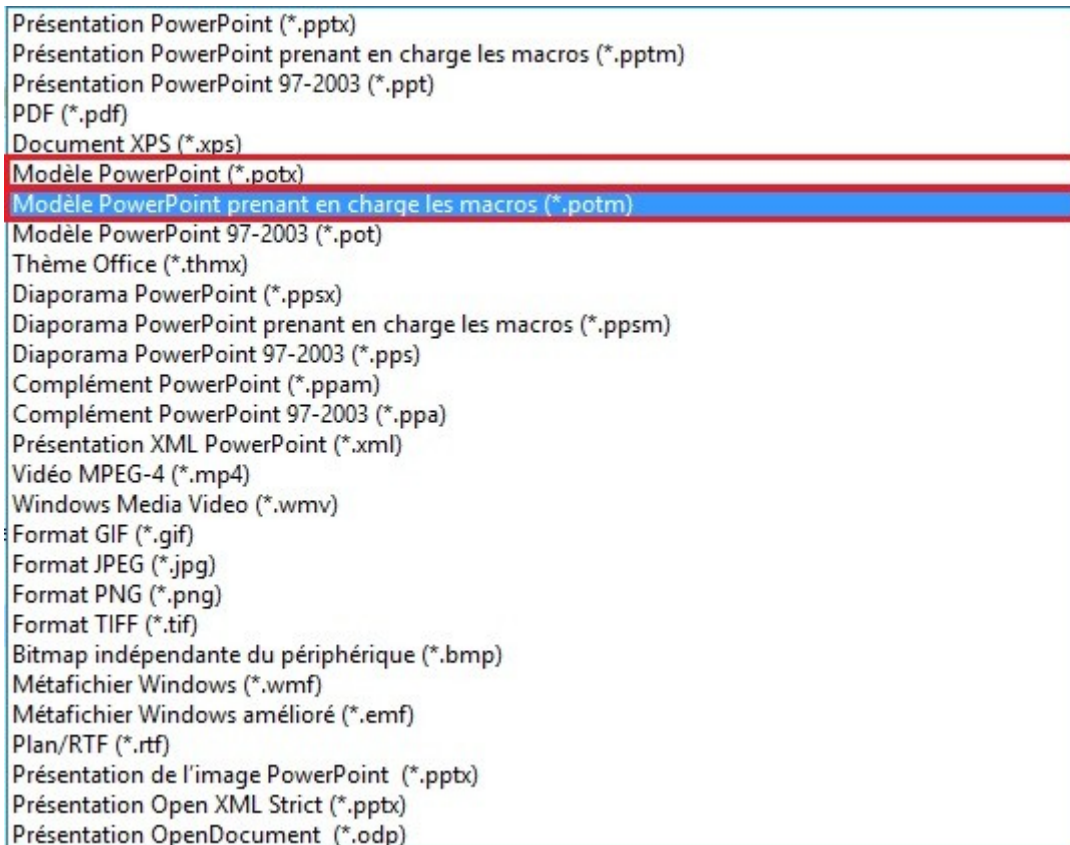 Présentation PowerPoint (*.pptx)
Présentation PowerPoint prenant en charge les macros (*.pptm)
Présentation PowerPoint 97-2003 (*.ppt)
PDF (*.pdf)
Document XPS (*.xps)
Modèle PowerPoint (*.potx)
Modèle PowerPoint prenant en charge les macros (*.potm)
Modèle PowerPoint 97-2003 (*.pot)
Thème Office (*.thmx)
Diaporama PowerPoint (*.ppsx)
Diaporama PowerPoint prenant en charge les macros (*.ppsm)
Diaporama PowerPoint 97-2003 (*.pps)
Complément PowerPoint (*.ppam)
Complément PowerPoint 97-2003 (*.ppa)
Présentation XML PowerPoint (*.xml)
Vidéo MPEG-4 (*.mp4)
Windows Media Video (*.wmv)
Format GIF (*.gif)
Format JPEG (*.jpg)
Format PNG (*.png)
Format TIFF (*.tif)
Bitmap indépendante du périphérique (*.bmp)
Métafichier Windows (*.wmf)
Métafichier Windows amélioré (*.emf)
Plan/RTF (*.rtf)
Présentation de l'image PowerPoint  (*.pptx)
Présentation Open XML Strict (*.pptx)
Présentation OpenDocument  (*.odp)